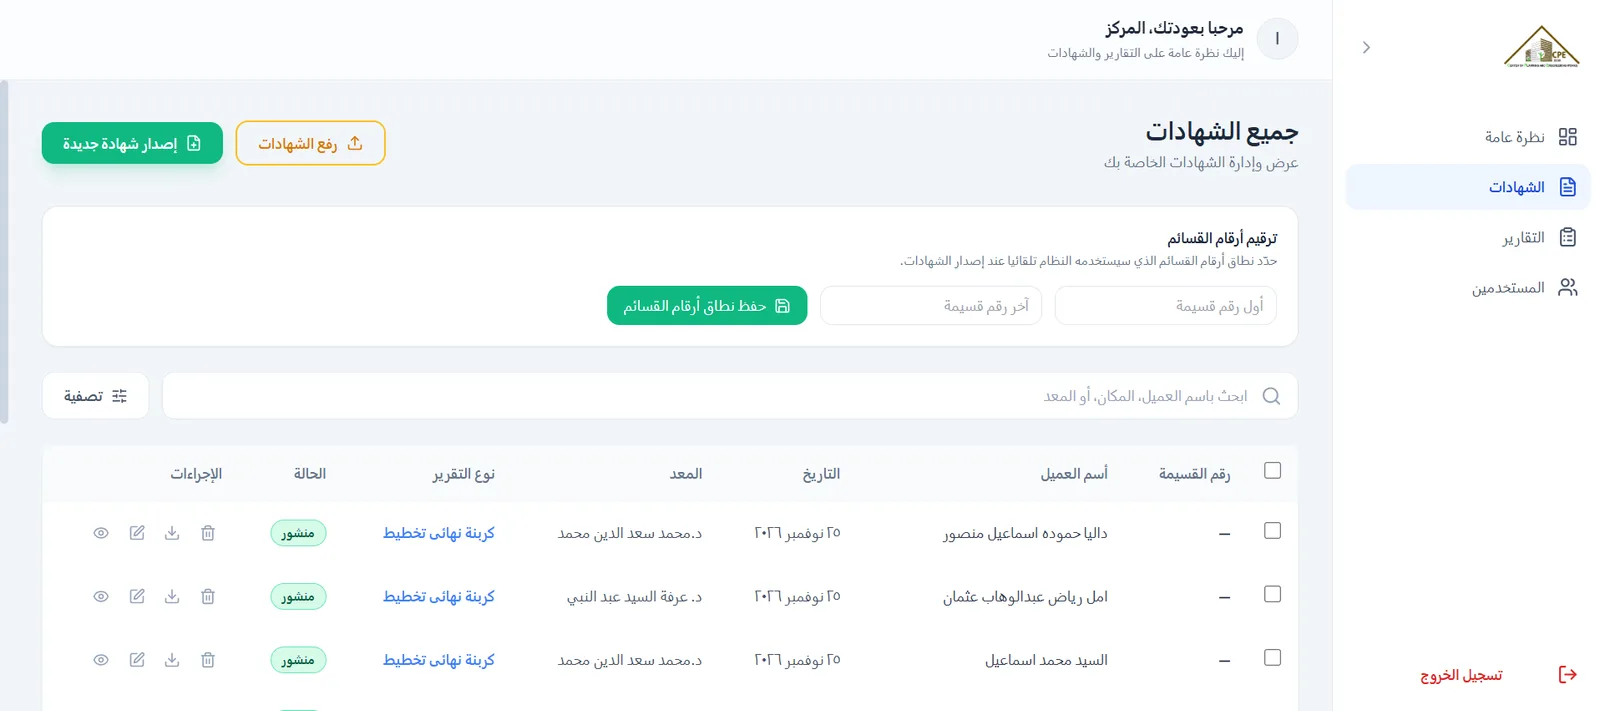 CPE
نظرة عامة
الشهادات
التقارير
المستخدمين
تسجيل الخروج
ا
مرحبا بعودتك، المركز
إليك نظرة عامة على التقارير والشهادات
جميع الشهادات
عرض وإدارة الشهادات الخاصة بك
رفع الشهادات
إصدار شهادة جديدة
ترقيم أرقام القسائم
حدّد نطاق أرقام القسائم الذي سيستخدمه النظام تلقائيا عند إصدار الشهادات.
أول رقم قسيمة
آخر رقم قسيمة
حفظ نطاق أرقام القسائم
ابحث باسم العميل، المكان، أو المعد
تصفية
رقم القسيمة أسم العميل التاريخ المعد نوع التقرير الحالة الإجراءات
— داليا حموده اسماعيل منصور ٢٥ نوفمبر ٢٠٢٦ د.محمد سعد الدين محمد كربنة نهائى تخطيط منشور
— امل رياض عبدالوهاب عثمان ٢٥ نوفمبر ٢٠٢٦ د. عرفة السيد عبد النبي كربنة نهائى تخطيط منشور
— السيد محمد اسماعيل ٢٥ نوفمبر ٢٠٢٦ د.محمد سعد الدين محمد كربنة نهائى تخطيط منشور